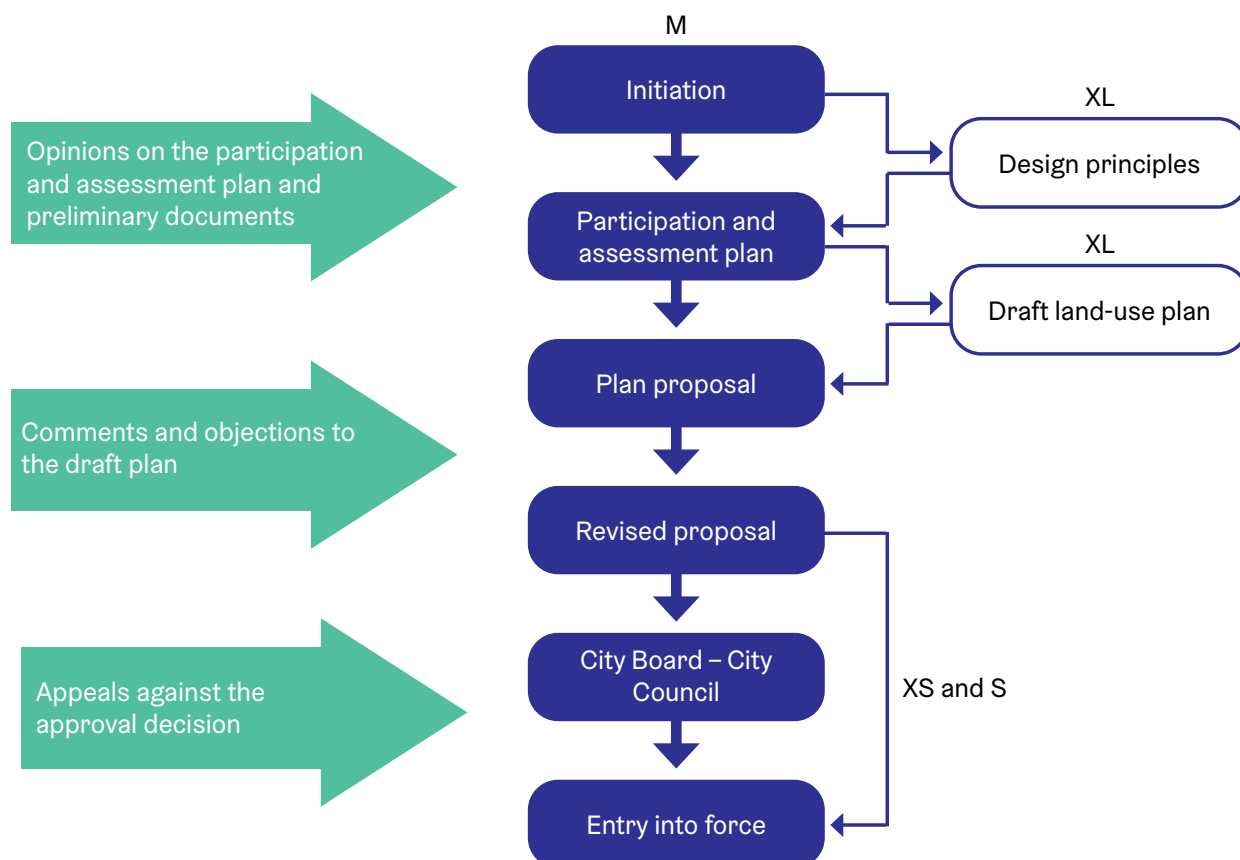 M
Initiation
XL
Design principles
Opinions on the participation
and assessment plan and
preliminary documents
Participation and
assessment plan
XL
Draft land-use plan
Plan proposal
Comments and objections to
the draft plan
Revised proposal
City Board – City
Council
XS and S
Appeals against the
approval decision
Entry into force